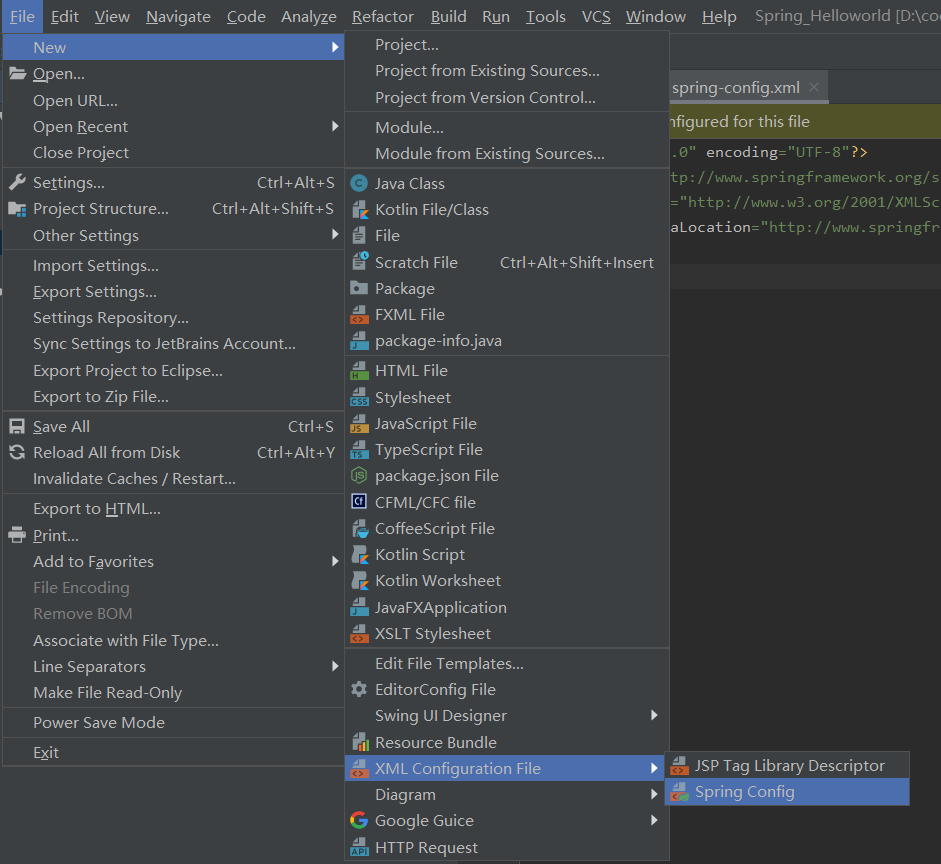 File Edit View Navigate Code Analyze Refactor Build Run Tools VCS Window Help Spring_Helloworld [D:\co
New
Open...
Open URL...
Open Recent
Close Project
Settings... Ctrl+Alt+S
Project Structure... Ctrl+Alt+Shift+S
Other Settings
Import Settings...
Export Settings...
Settings Repository...
Sync Settings to JetBrains Account...
Export Project to Eclipse...
Export to Zip File...
Save All Ctrl+S
Reload All from Disk Ctrl+Alt+Y
Invalidate Caches / Restart...
Export to HTML...
Print...
Add to Favorites
File Encoding
Remove BOM
Associate with File Type...
Line Separators
Make File Read-Only
Power Save Mode
Exit
Project...
Project from Existing Sources...
Project from Version Control...
Module...
Module from Existing Sources...
Java Class
Kotlin File/Class
File
Scratch File Ctrl+Alt+Shift+Insert
Package
FXML File
package-info.java
HTML File
Stylesheet
JavaScript File
TypeScript File
package.json File
CFML/CFC file
CoffeeScript File
Kotlin Script
Kotlin Worksheet
JavaFXApplication
XSLT Stylesheet
Edit File Templates...
EditorConfig File
Swing UI Designer
Resource Bundle
XML Configuration File
Diagram
Google Guice
HTTP Request
JSP Tag Library Descriptor
Spring Config
spring-config.xml
nfigured for this file
.0" encoding="UTF-8"?>
tp://www.springframework.org/s
="http://www.w3.org/2001/XMLSc
aLocation="http://www.springfr